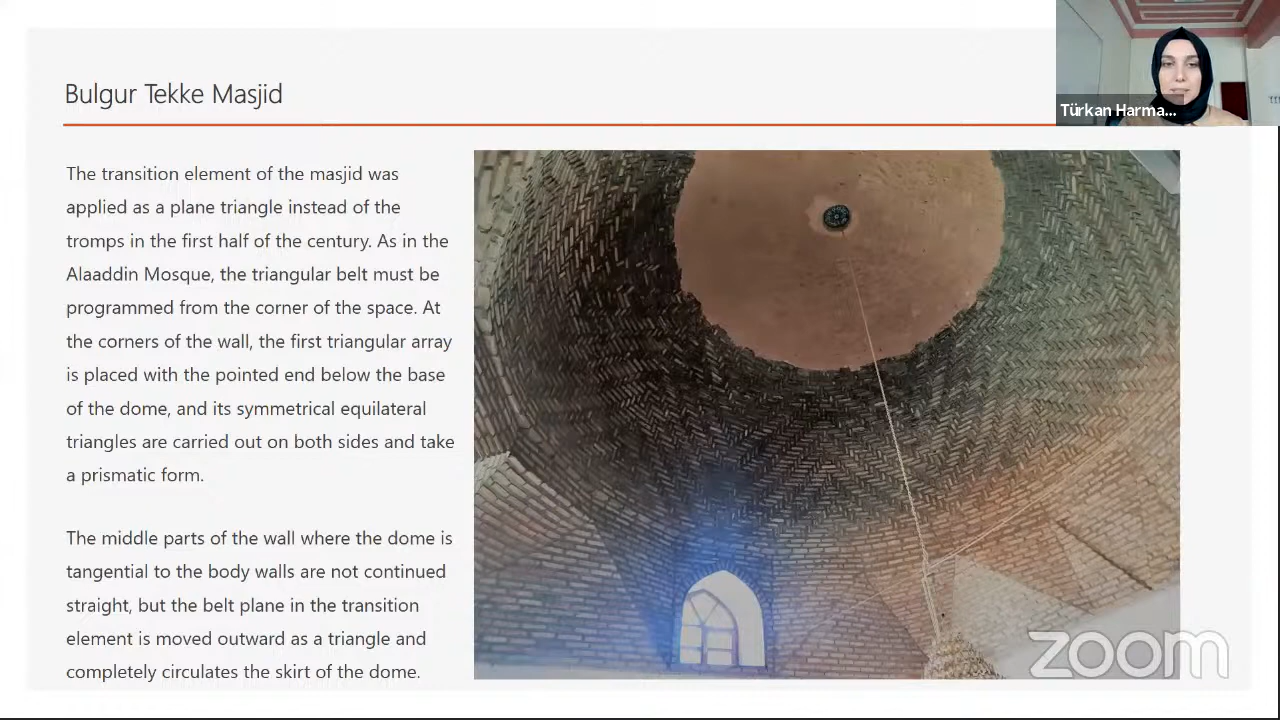 Bulgur Tekke Masjid
Türkan Harma...
The transition element of the masjid was
applied as a plane triangle instead of the
tromps in the first half of the century. As in the
Alaaddin Mosque, the triangular belt must be
programmed from the corner of the space. At
the corners of the wall, the first triangular array
is placed with the pointed end below the base
of the dome, and its symmetrical equilateral
triangles are carried out on both sides and take
a prismatic form.
The middle parts of the wall where the dome is
tangential to the body walls are not continued
straight, but the belt plane in the transition
element is moved outward as a triangle and
completely circulates the skirt of the dome.
zoom